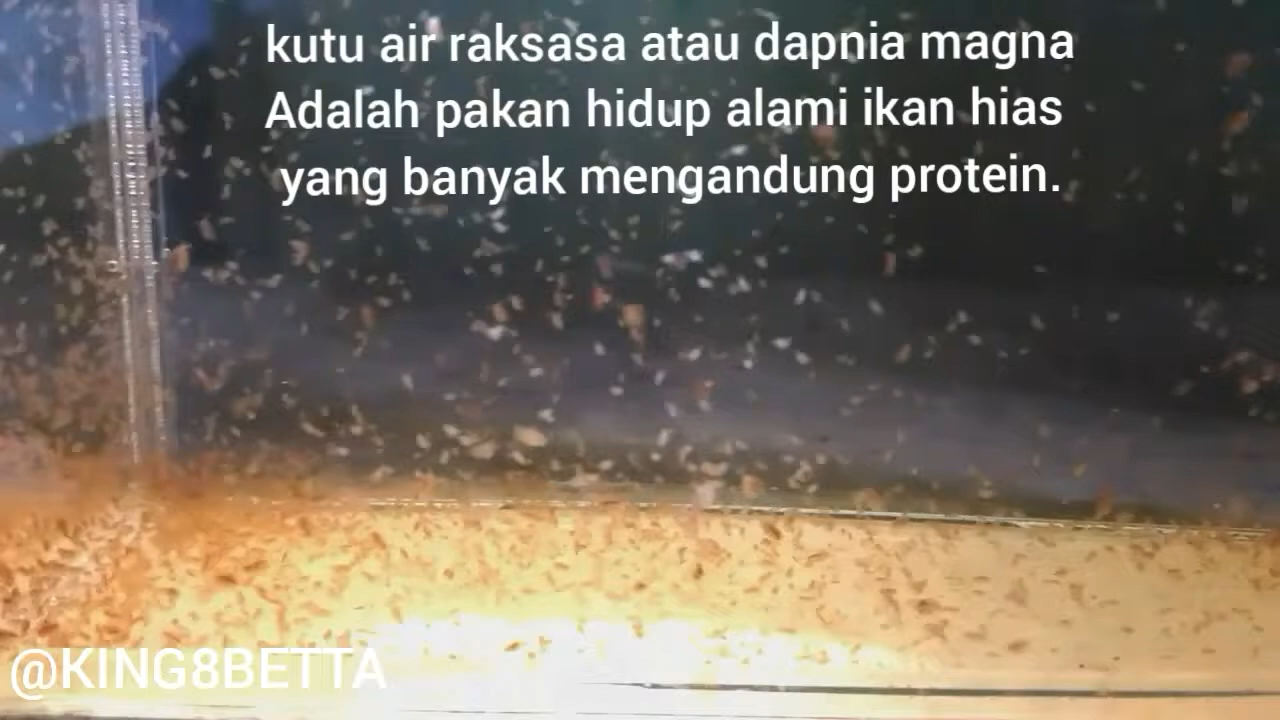 kutu air raksasa atau dapnia magna
Adalah pakan hidup alami ikan hias
yang banyak mengandung protein.
@KING8BETTA